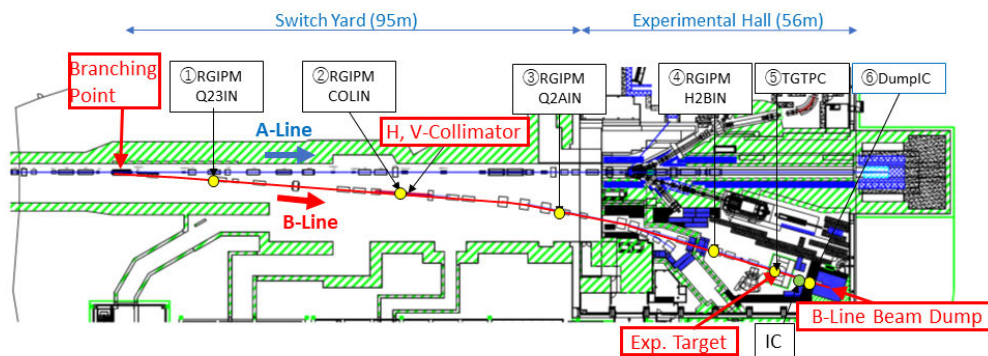 Switch Yard (95m)
Experimental Hall (56m)
Branching
Point
①RGIPM
Q23IN
②RGIPM
COLIN
③RGIPM
Q2AIN
④RGIPM
H2BIN
⑤TGTPC
⑥DumpIC
A-Line
H, V-Collimator
B-Line
B-Line Beam Dump
Exp. Target
IC